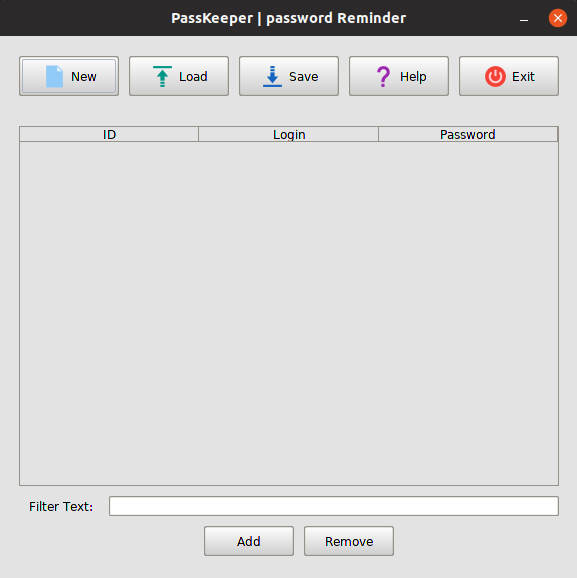 PassKeeper | password Reminder
New Load Save Help Exit
ID Login Password
Filter Text:
Add Remove